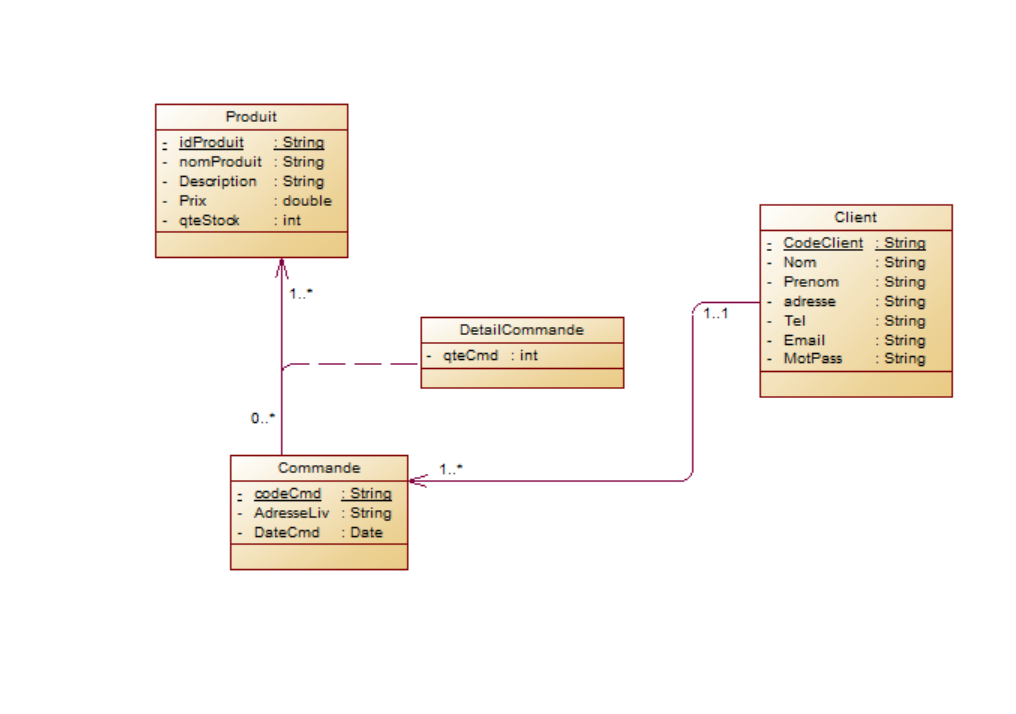 Produit
- idProduit : String
- nomProduit : String
- Description : String
- Prix : double
- qteStock : int
1..*
DetailCommande
- qteCmd : int
0..*
Commande
- codeCmd : String
- AdresseLiv : String
- DateCmd : Date
1..*
1..1
Client
- CodeClient : String
- Nom : String
- Prenom : String
- adresse : String
- Tel : String
- Email : String
- MotPass : String